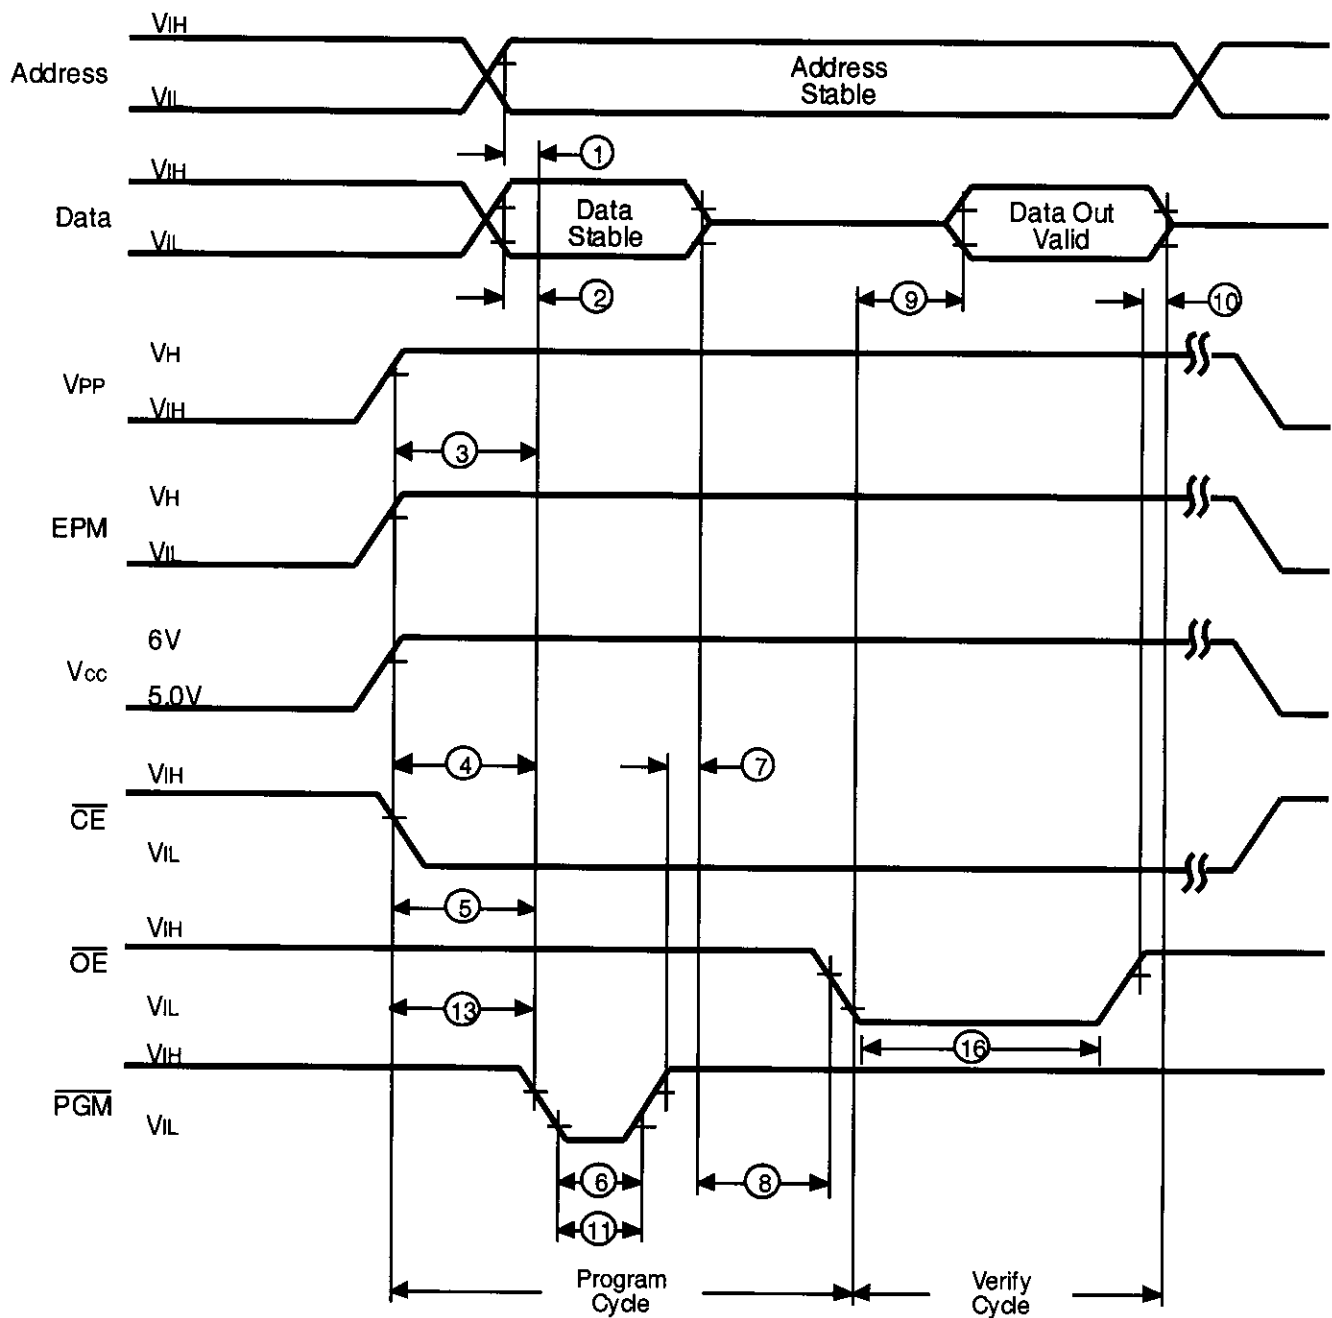 VIH
Address
VIL
Address
Stable
1
VIH
Data
VIL
Data
Stable
Data Out
Valid
2
9
10
VH
VPP
VIH
3
VH
EPM
VIL
6V
Vcc
5.0V
4
7
VIH
CE
VIL
5
VIH
OE
VIL
13
16
VIH
PGM
VIL
6
8
11
Program
Cycle
Verify
Cycle